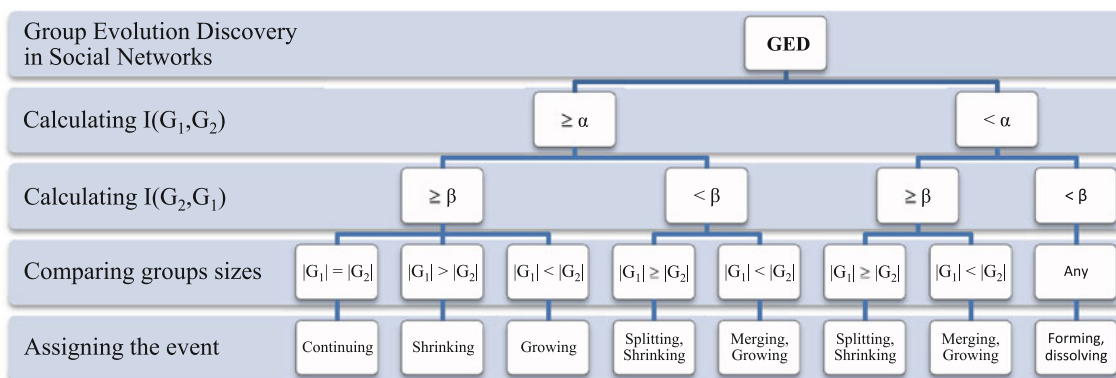 Group Evolution Discovery
in Social Networks
GED
Calculating I(G₁,G₂)
≥ α
< α
Calculating I(G₂,G₁)
≥ β
< β
≥ β
< β
Comparing groups sizes
|G₁| = |G₂|
|G₁| > |G₂|
|G₁| < |G₂|
|G₁| ≥ |G₂|
|G₁| < |G₂|
|G₁| ≥ |G₂|
|G₁| < |G₂|
Any
Assigning the event
Continuing
Shrinking
Growing
Splitting,
Shrinking
Merging,
Growing
Splitting,
Shrinking
Merging,
Growing
Forming,
dissolving